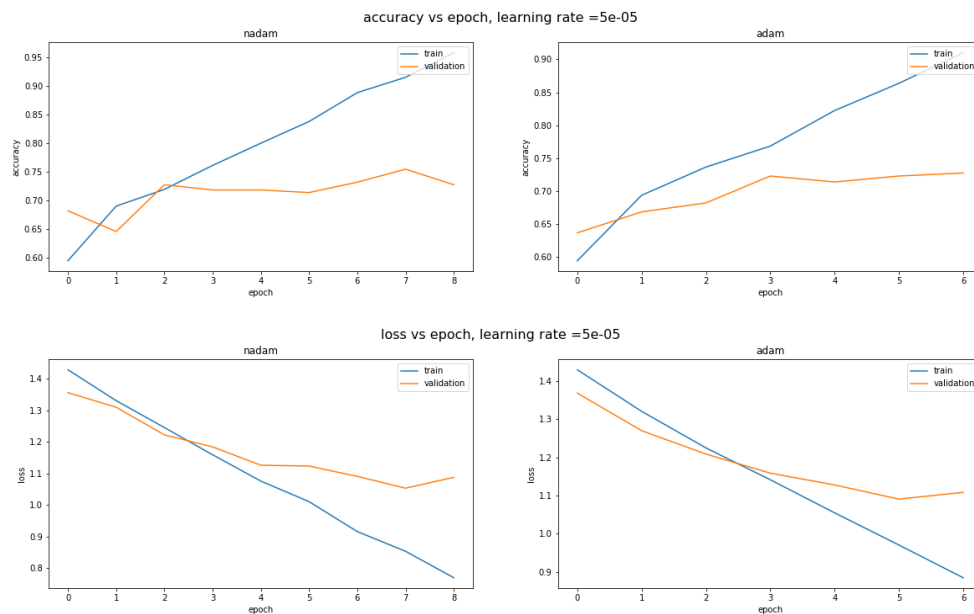 accuracy vs epoch, learning rate =5e-05
nadam
adam
train
validation
train
validation
accuracy
0.95
0.90
0.85
0.80
0.75
0.70
0.65
0.60
0 1 2 3 4 5 6 7 8
epoch
accuracy
0.90
0.85
0.80
0.75
0.70
0.65
0.60
0 1 2 3 4 5 6
epoch
loss vs epoch, learning rate =5e-05
nadam
adam
train
validation
train
validation
loss
1.4
1.3
1.2
1.1
1.0
0.9
0.8
0 1 2 3 4 5 6 7 8
epoch
loss
1.4
1.3
1.2
1.1
1.0
0.9
0 1 2 3 4 5 6
epoch